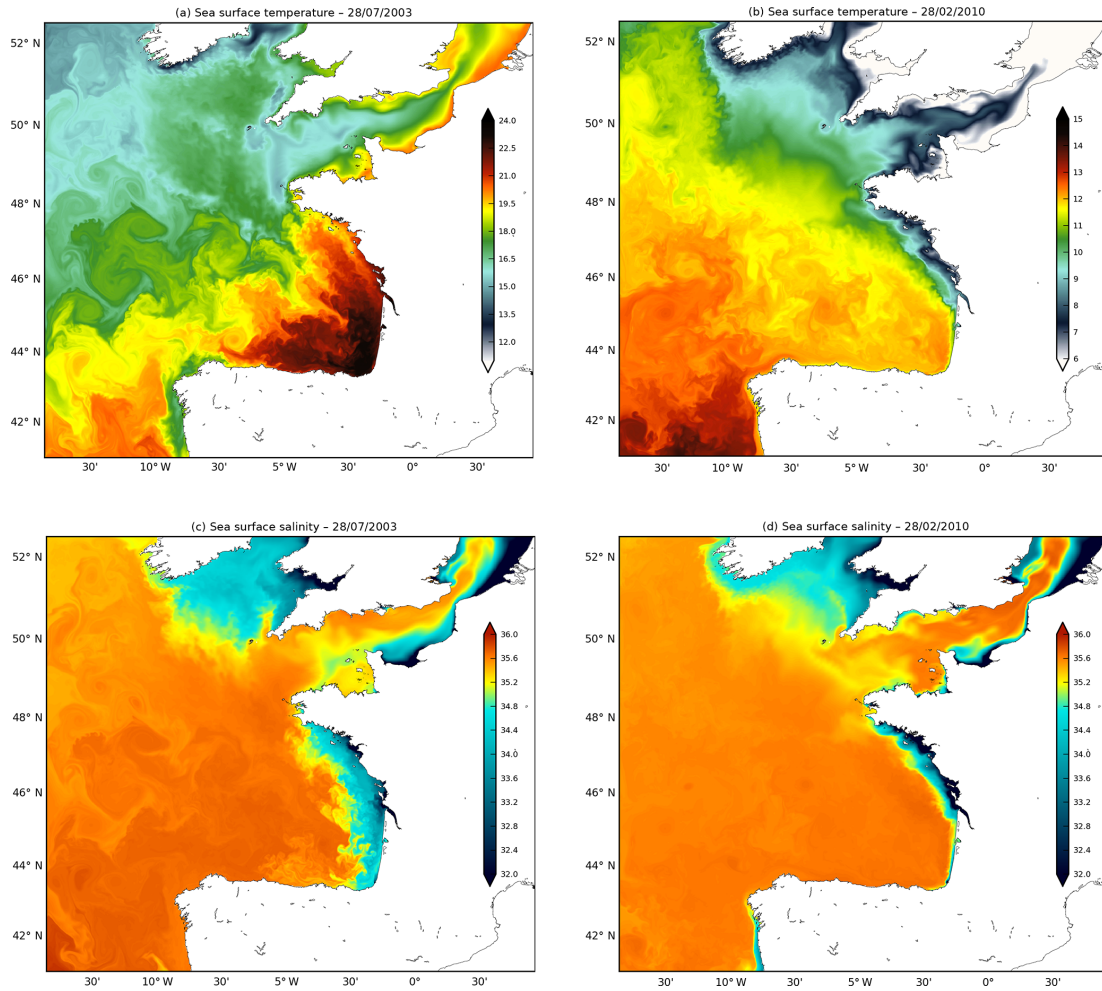 (a) Sea surface temperature – 28/07/2003
52° N
50° N
48° N
46° N
44° N
42° N
30' 10° W 30' 5° W 30' 0° 30'
24.0
22.5
21.0
19.5
18.0
16.5
15.0
13.5
12.0
(b) Sea surface temperature – 28/02/2010
52° N
50° N
48° N
46° N
44° N
42° N
30' 10° W 30' 5° W 30' 0° 30'
15
14
13
12
11
10
9
8
7
6
(c) Sea surface salinity – 28/07/2003
52° N
50° N
48° N
46° N
44° N
42° N
30' 10° W 30' 5° W 30' 0° 30'
36.0
35.6
35.2
34.8
34.4
34.0
33.6
33.2
32.8
32.4
32.0
(d) Sea surface salinity – 28/02/2010
52° N
50° N
48° N
46° N
44° N
42° N
30' 10° W 30' 5° W 30' 0° 30'
36.0
35.6
35.2
34.8
34.4
34.0
33.6
33.2
32.8
32.4
32.0